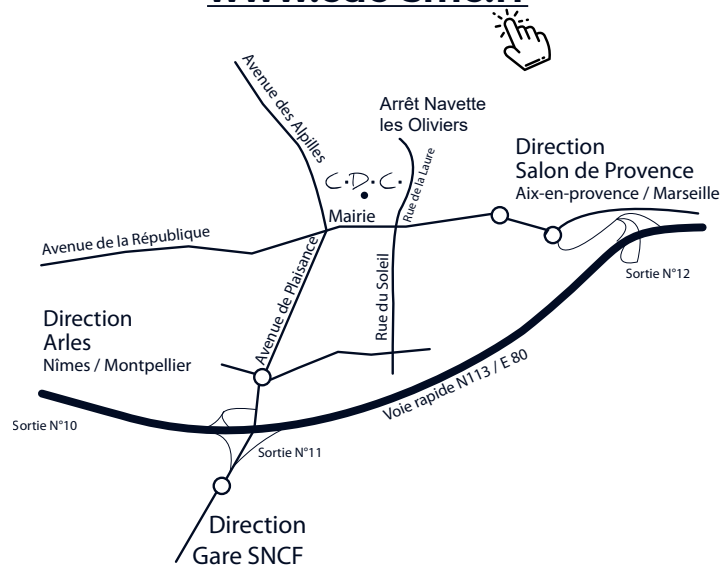 Avenue des Alpilles
Arrêt Navette
les Oliviers
Rue de la Laure
Direction
Salon de Provence
Aix-en-provence / Marseille
C.D.C.
Mairie
Avenue de la République
Sortie N°12
Avenue de Plaisance
Rue du Soleil
Direction
Arles
Nîmes / Montpellier
Voie rapide N113 / E 80
Sortie N°10
Sortie N°11
Direction
Gare SNCF